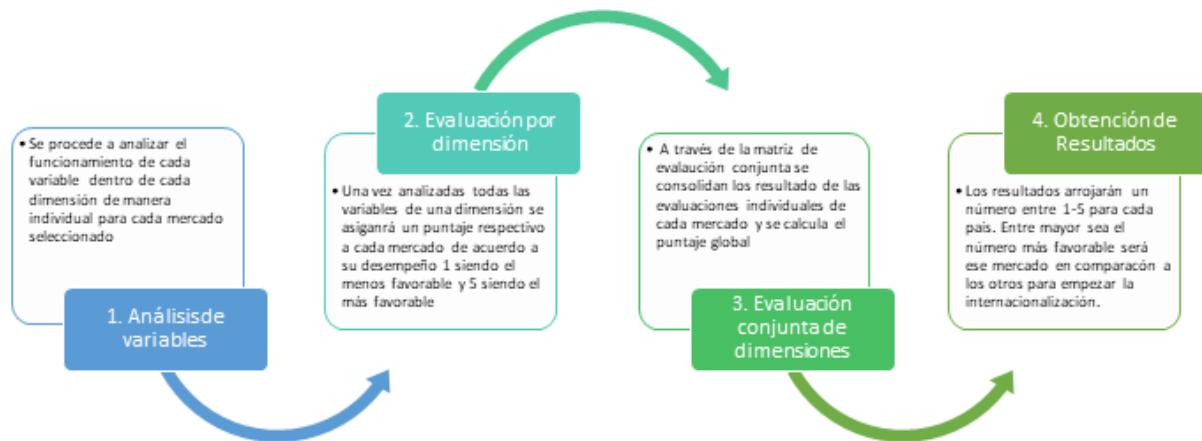 • Se procede a analizar el
funcionamiento de cada
variable dentro de cada
dimensión de manera
individual para cada mercado
seleccionado
1. Análisis de
variables
2. Evaluación por
dimensión
• Una vez analizadas todas las
variables de una dimensión se
asiganrá un puntaje respectivo
a cada mercado de acuerdo a
su desempeño 1 siendo el
menos favorable y 5 siendo el
más favorable
• A través de la matriz de
evalaución conjunta se
consolidan los resultado de las
evaluaciones individuales de
cada mercado y se calcula el
puntaje global
3. Evaluación
conjunta de
dimensiones
4. Obtención de
Resultados
• Los resultados arrojarán un
número entre 1-5 para cada
país. Entre mayor sea el
número más favorable será
ese mercado en comparacón a
los otros para empezar la
internacionalización.